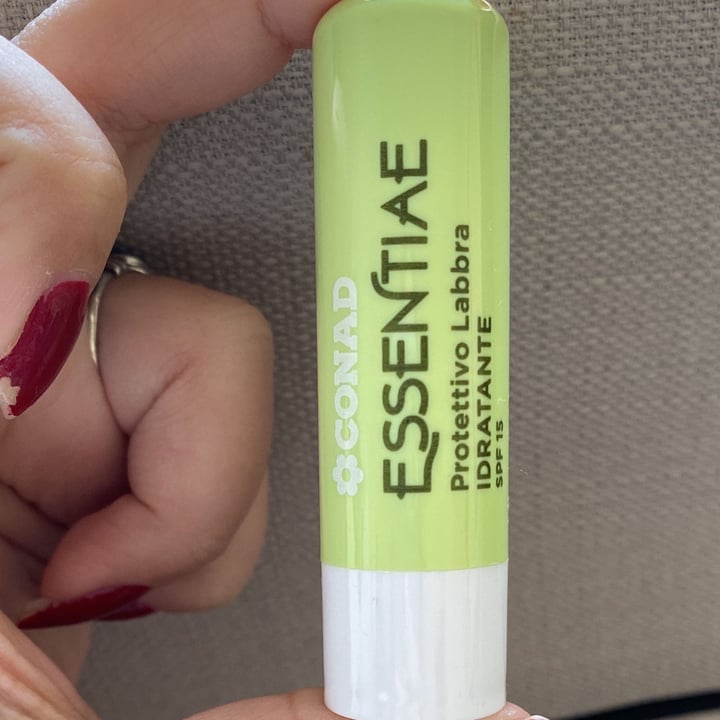 CONAD
ESSENTIAE
Protettivo Labbra
IDRATANTE
SPF 15